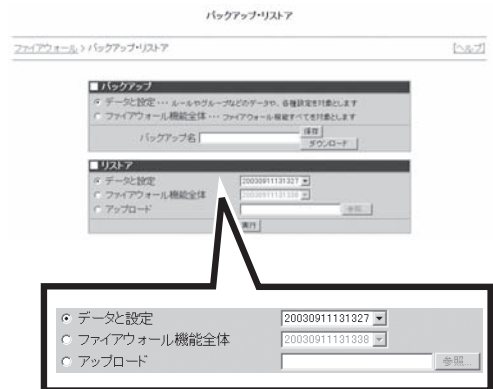 バックアップ・リストア
ファイアウォール > バックアップ・リストア [ヘルプ]
■ バックアップ
データと設定 ・・・ ルールやグループなどのデータや、各種設定を対象とします
ファイアウォール機能全体 ・・・ ファイアウォール機能すべてを対象とします
バックアップ名 保存
ダウンロード
■ リストア
データと設定 20030911131327
ファイアウォール機能全体 20030911131338
アップロード 参照...
実行
データと設定 20030911131327
ファイアウォール機能全体 20030911131338
アップロード 参照...